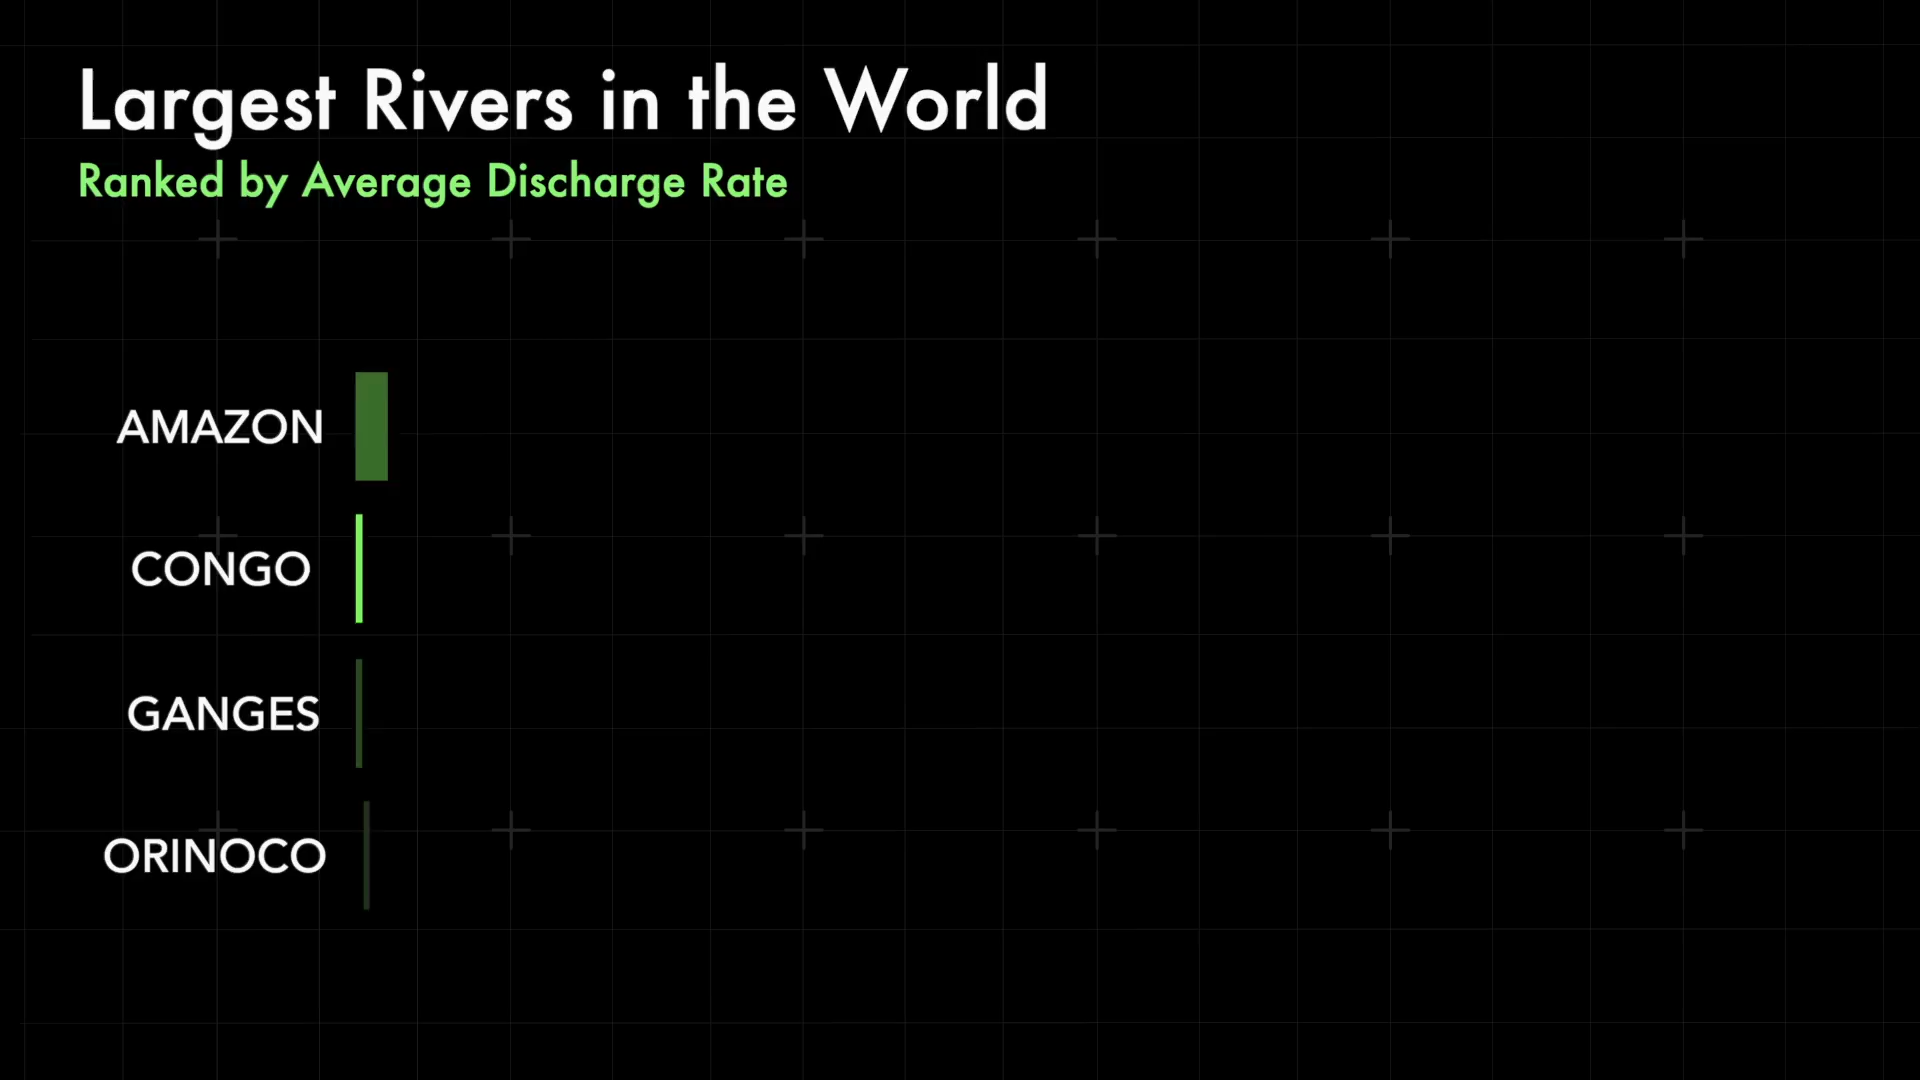 Largest Rivers in the World
Ranked by Average Discharge Rate
AMAZON
CONGO
GANGES
ORINOCO